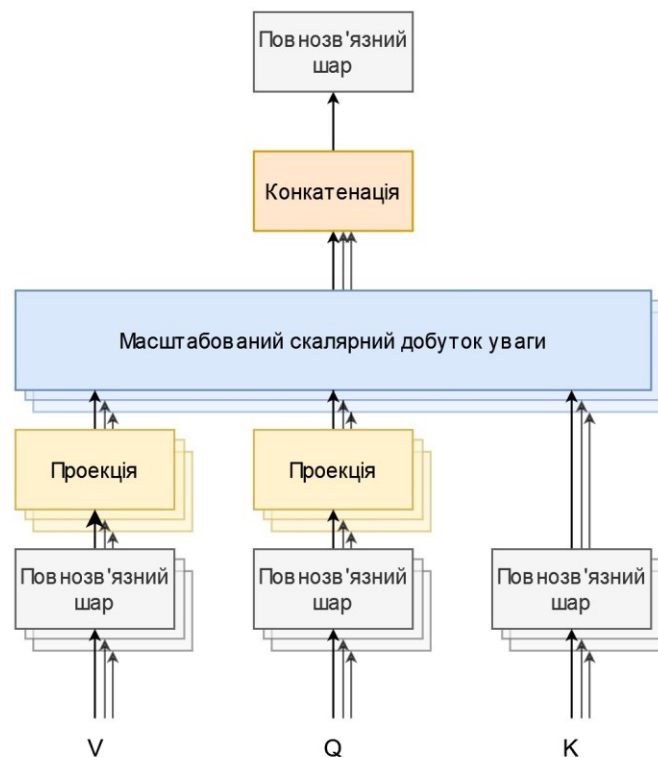 Повнозв'язний
шар
Конкатенація
Масштабований скалярний добуток уваги
Проекція
Проекція
Повнозв'язний
шар
Повнозв'язний
шар
Повнозв'язний
шар
V
Q
K